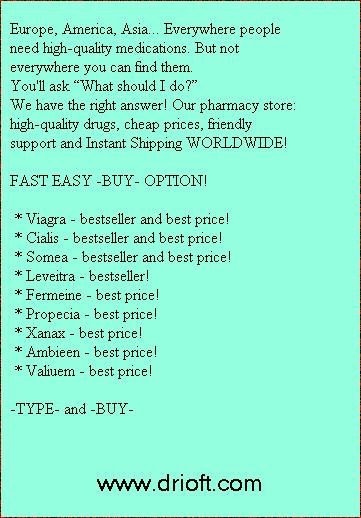 Europe, America, Asia... Everywhere people
need high-quality medications. But not
everywhere you can find them.
You'll ask “What should I do?”
We have the right answer! Our pharmacy store:
high-quality drugs, cheap prices, friendly
support and Instant Shipping WORLDWIDE!
FAST EASY -BUY- OPTION!
* Viagra - bestseller and best price!
* Cialis - bestseller and best price!
* Somea - bestseller and best price!
* Leveitra - bestseller!
* Fermeine - best price!
* Propecia - best price!
* Xanax - best price!
* Ambieen - best price!
* Valiuem - best price!
-TYPE- and -BUY-
www.drioft.com